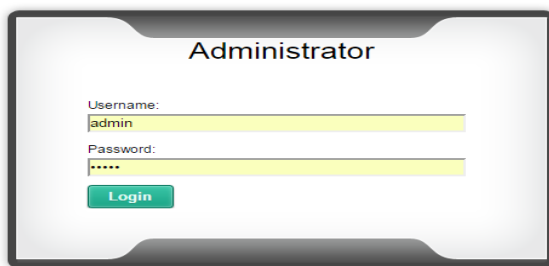 Administrator
Username:
admin
Password:
•••••
Login